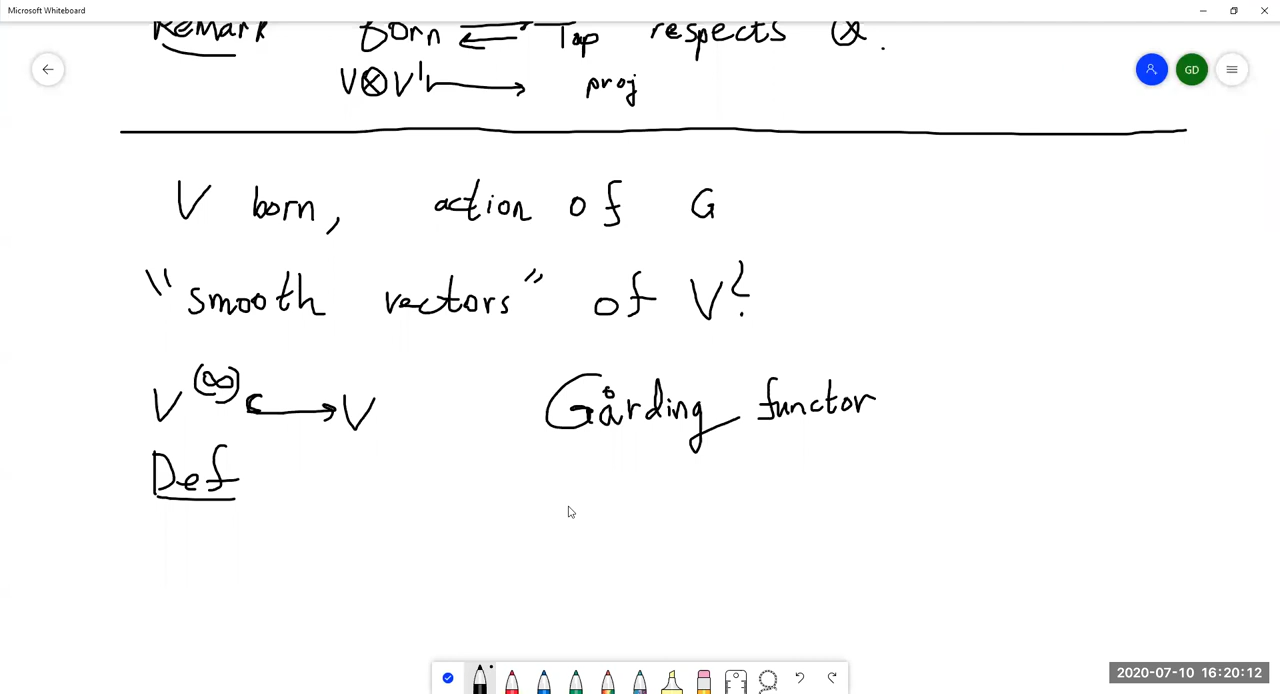 Microsoft Whiteboard
Remark Born ⇄ Top respects ⊗.
V⊗V' ↦ proj
GD
V born, action of G
"smooth vectors" of V?
V^(∞) ↪ V Gårding functor
Def
2020-07-10 16:20:12